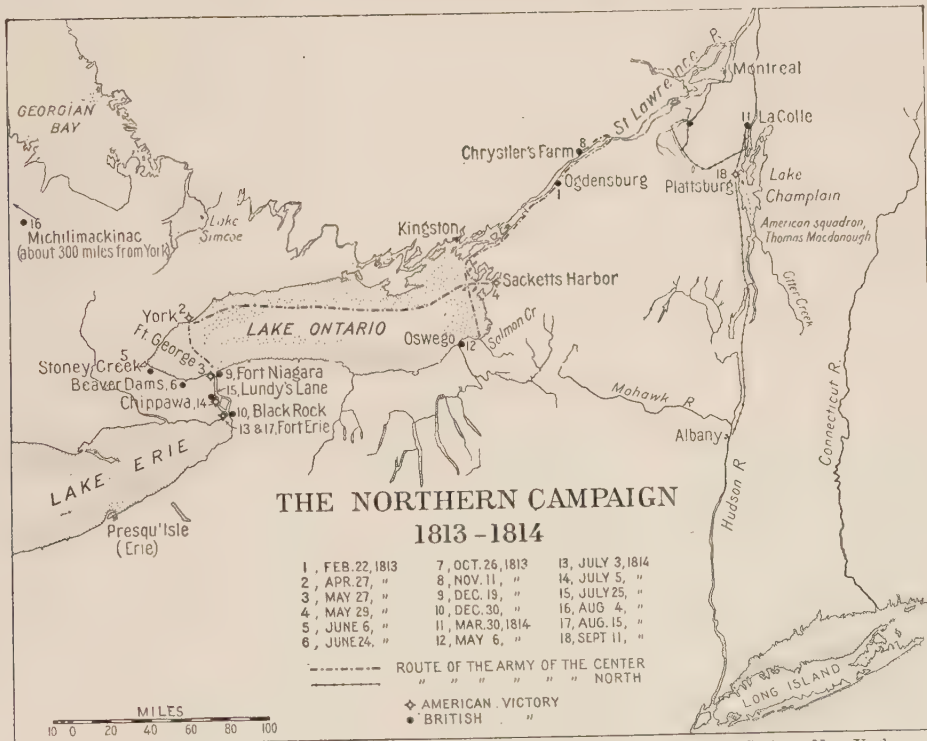 GEORGIAN
BAY
Lake
Simcoe
16
Michilimackinac
(about 300 miles from York)
St Lawrence R.
Montreal
11 LaColle
8
Chrystler's Farm
Ogdensburg
1
18
Plattsburg
Lake
Champlain
American squadron,
Thomas Macdonough
Otter Creek
Kingston
Sacketts Harbor
4
York 2
LAKE ONTARIO
Oswego
12
Salmon Cr
Ft. George 3
5
Stoney Creek
Beaver Dams, 6
Chippawa, 14
9, Fort Niagara
15, Lundy's Lane
10, Black Rock
13 & 17, Fort Erie
Mohawk R
Albany
Hudson R
Connecticut R.
LAKE ERIE
Presqu'Isle
(Erie)
LONG ISLAND
THE NORTHERN CAMPAIGN
1813-1814
1, FEB. 22, 1813 7, OCT. 26, 1813 13, JULY 3, 1814
2, APR. 27, " 8, NOV. 11, " 14, JULY 5, "
3, MAY 27, " 9, DEC. 19, " 15, JULY 25, "
4, MAY 29, " 10, DEC. 30, " 16, AUG 4, "
5, JUNE 6, " 11, MAR. 30, 1814 17, AUG. 15, "
6, JUNE 24, " 12, MAY 6, " 18, SEPT 11, "
ROUTE OF THE ARMY OF THE CENTER
" " " " " " NORTH
AMERICAN VICTORY
BRITISH "
MILES
10 0 20 40 60 80 100